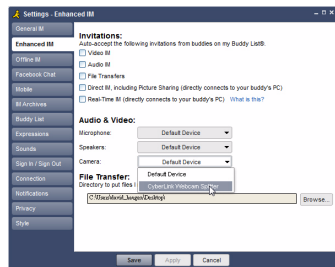 Settings - Enhanced IM
General IM
Enhanced IM
Offline IM
Facebook Chat
Mobile
IM Archives
Buddy List
Expressions
Sounds
Sign In / Sign Out
Connection
Notifications
Privacy
Style
Invitations:
Auto-accept the following invitations from buddies on my Buddy List®.
Video IM
Audio IM
File Transfers
Direct IM, including Picture Sharing (directly connects to your buddy's PC)
Real-Time IM (directly connects to your buddy's PC) What is this?
Audio & Video:
Microphone: Default Device
Speakers: Default Device
Camera: Default Device
Default Device
CyberLink Webcam Splitter
File Transfer:
Directory to put files I
Browse...
Save Apply Cancel